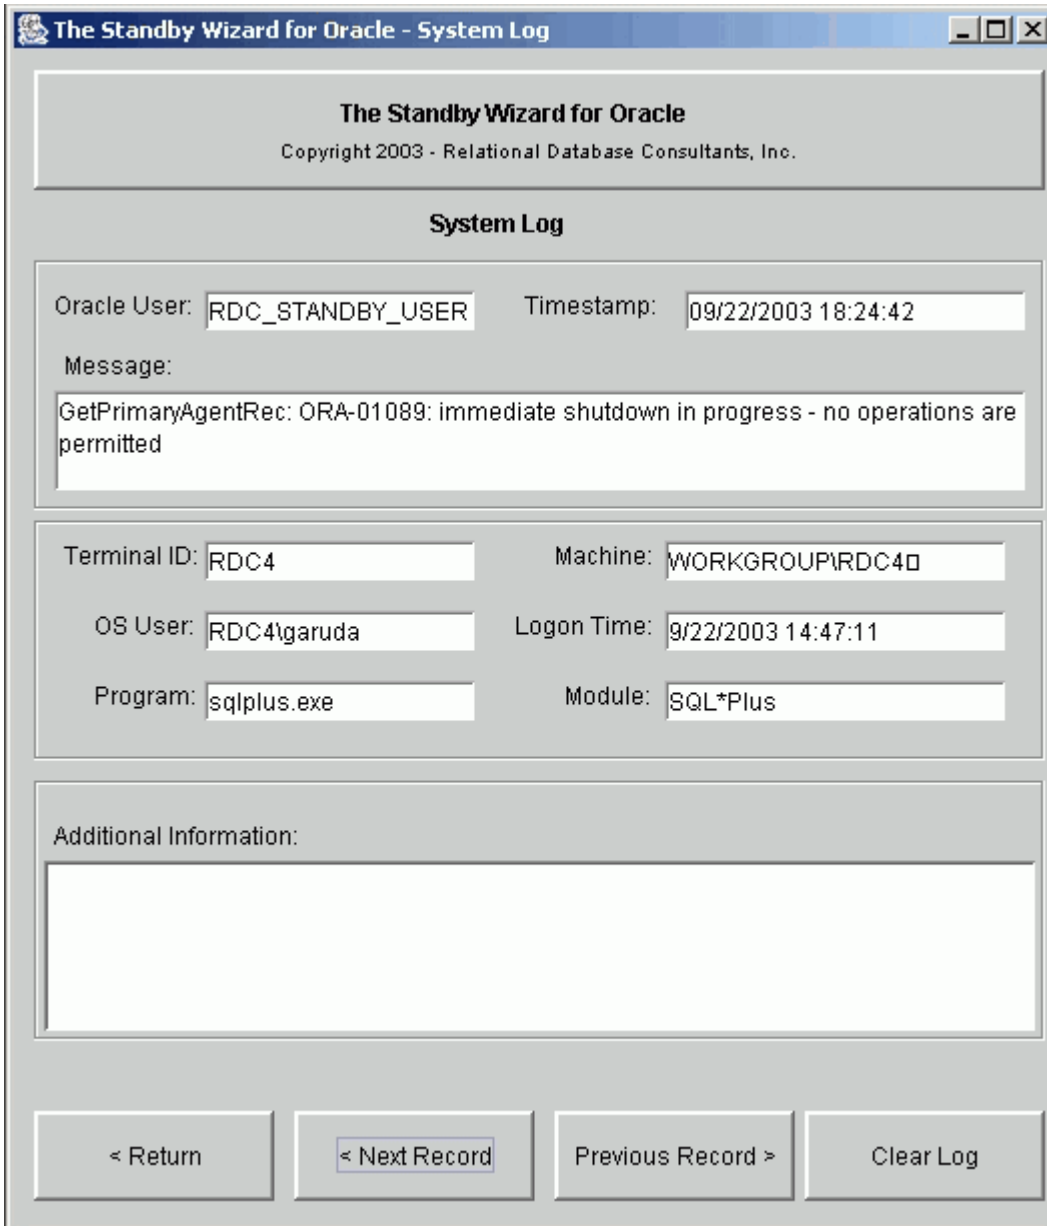 The Standby Wizard for Oracle - System Log
The Standby Wizard for Oracle
Copyright 2003 - Relational Database Consultants, Inc.
System Log
Oracle User: RDC_STANDBY_USER Timestamp: 09/22/2003 18:24:42
Message:
GetPrimaryAgentRec: ORA-01089: immediate shutdown in progress - no operations are
permitted
Terminal ID: RDC4 Machine: WORKGROUP\RDC4□
OS User: RDC4\garuda Logon Time: 9/22/2003 14:47:11
Program: sqlplus.exe Module: SQL*Plus
Additional Information:
< Return < Next Record Previous Record > Clear Log